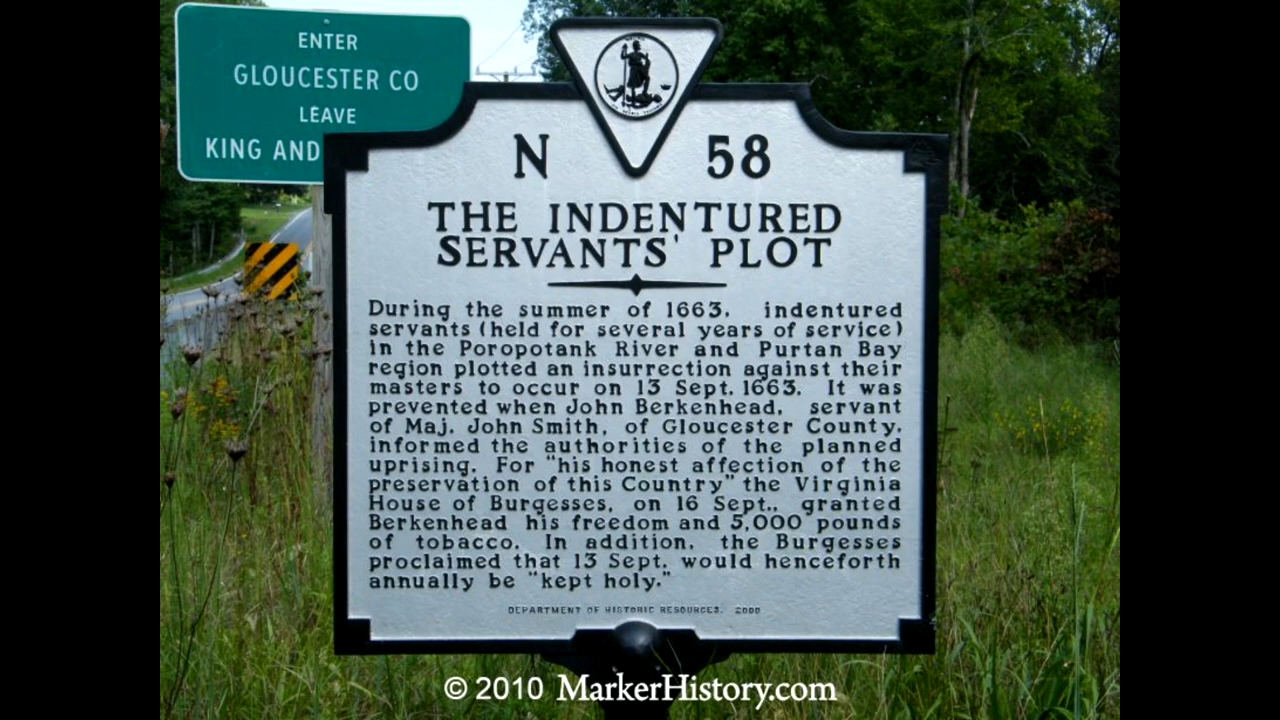 ENTER
GLOUCESTER CO
LEAVE
KING AND
N 58
THE INDENTURED
SERVANTS' PLOT
During the summer of 1663, indentured
servants (held for several years of service)
in the Poropotank River and Purtan Bay
region plotted an insurrection against their
masters to occur on 13 Sept. 1663. It was
prevented when John Berkenhead, servant
of Maj. John Smith, of Gloucester County,
informed the authorities of the planned
uprising. For "his honest affection of the
preservation of this Country" the Virginia
House of Burgesses, on 16 Sept., granted
Berkenhead his freedom and 5,000 pounds
of tobacco. In addition, the Burgesses
proclaimed that 13 Sept. would henceforth
annually be "kept holy."
DEPARTMENT OF HISTORIC RESOURCES, 2000
© 2010 MarkerHistory.com